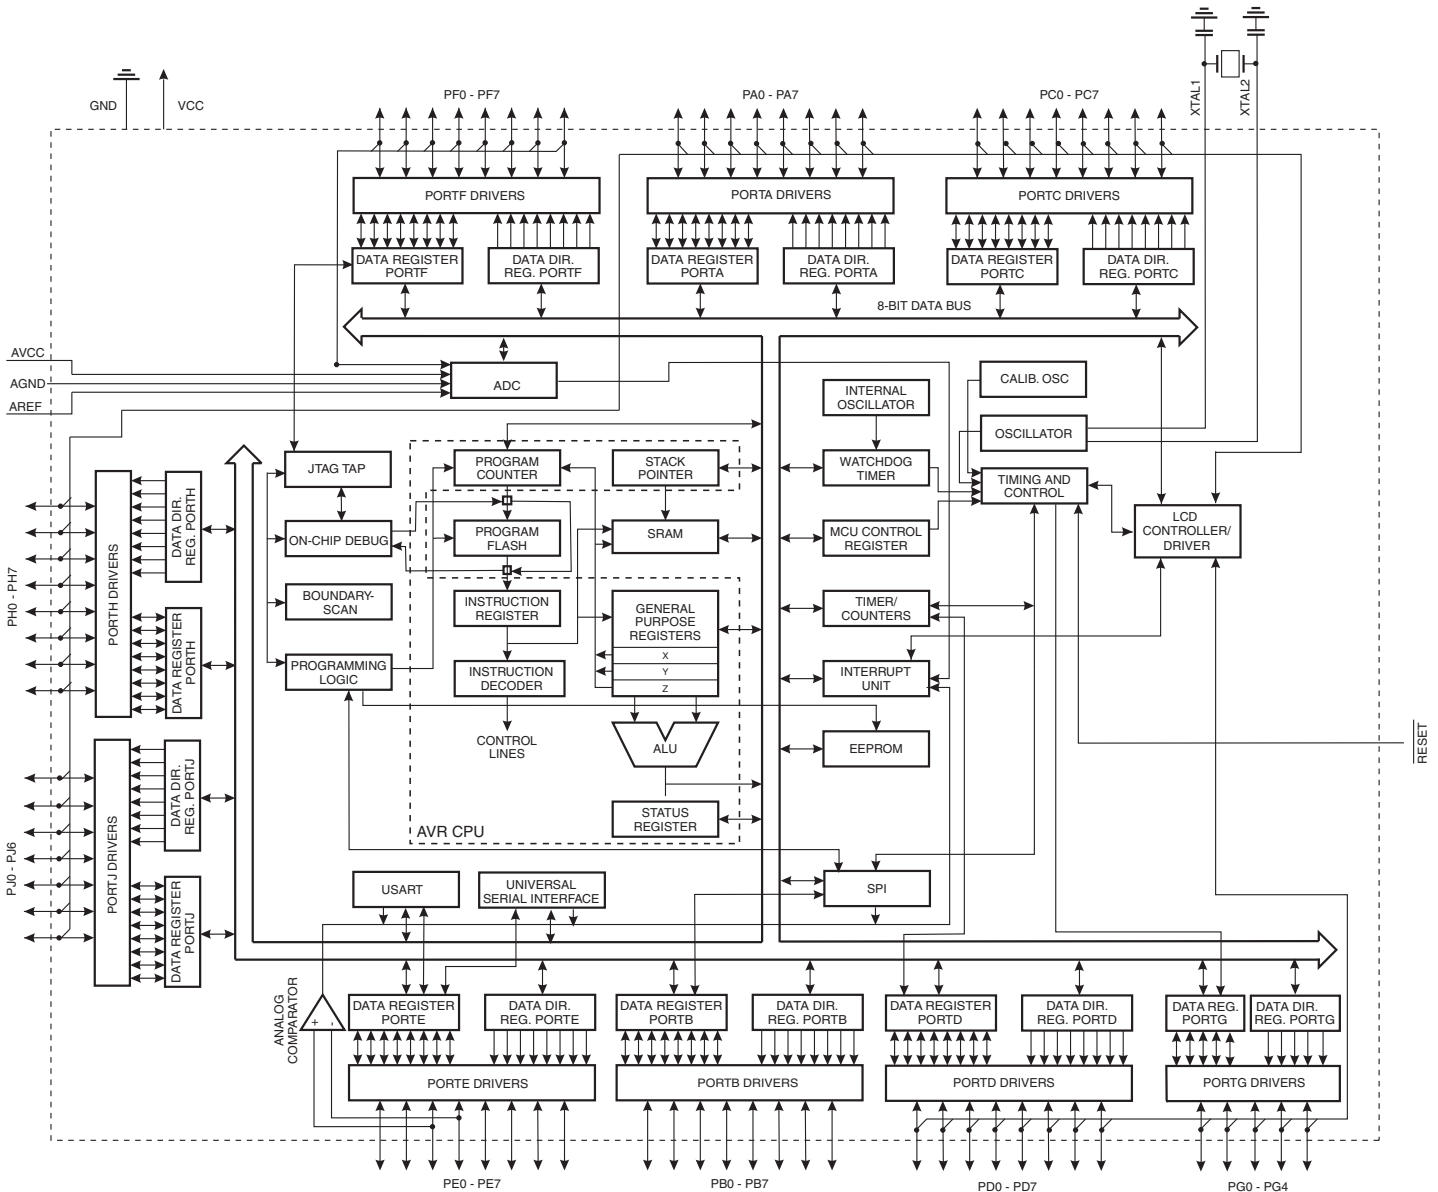 XTAL1
XTAL2
GND
VCC
PF0 - PF7
PA0 - PA7
PC0 - PC7
PORTF DRIVERS
PORTA DRIVERS
PORTC DRIVERS
DATA REGISTER
PORTF
DATA DIR.
REG. PORTF
DATA REGISTER
PORTA
DATA DIR.
REG. PORTA
DATA REGISTER
PORTC
DATA DIR.
REG. PORTC
8-BIT DATA BUS
AVCC
AGND
AREF
ADC
INTERNAL
OSCILLATOR
CALIB. OSC
OSCILLATOR
JTAG TAP
PROGRAM
COUNTER
STACK
POINTER
WATCHDOG
TIMER
TIMING AND
CONTROL
LCD
CONTROLLER/
DRIVER
ON-CHIP DEBUG
PROGRAM
FLASH
SRAM
MCU CONTROL
REGISTER
BOUNDARY-
SCAN
INSTRUCTION
REGISTER
GENERAL
PURPOSE
REGISTERS
X
Y
Z
TIMER/
COUNTERS
PROGRAMMING
LOGIC
INSTRUCTION
DECODER
INTERRUPT
UNIT
CONTROL
LINES
ALU
EEPROM
RESET
STATUS
REGISTER
AVR CPU
PH0 - PH7
PORTH DRIVERS
DATA DIR.
REG. PORTH
DATA REGISTER
PORTH
PJ0 - PJ6
PORTJ DRIVERS
DATA DIR.
REG. PORTJ
DATA REGISTER
PORTJ
USART
UNIVERSAL
SERIAL INTERFACE
SPI
ANALOG
COMPARATOR
+
-
DATA REGISTER
PORTE
DATA DIR.
REG. PORTE
DATA REGISTER
PORTB
DATA DIR.
REG. PORTB
DATA REGISTER
PORTD
DATA DIR.
REG. PORTD
DATA REG.
PORTG
DATA DIR.
REG. PORTG
PORTE DRIVERS
PORTB DRIVERS
PORTD DRIVERS
PORTG DRIVERS
PE0 - PE7
PB0 - PB7
PD0 - PD7
PG0 - PG4